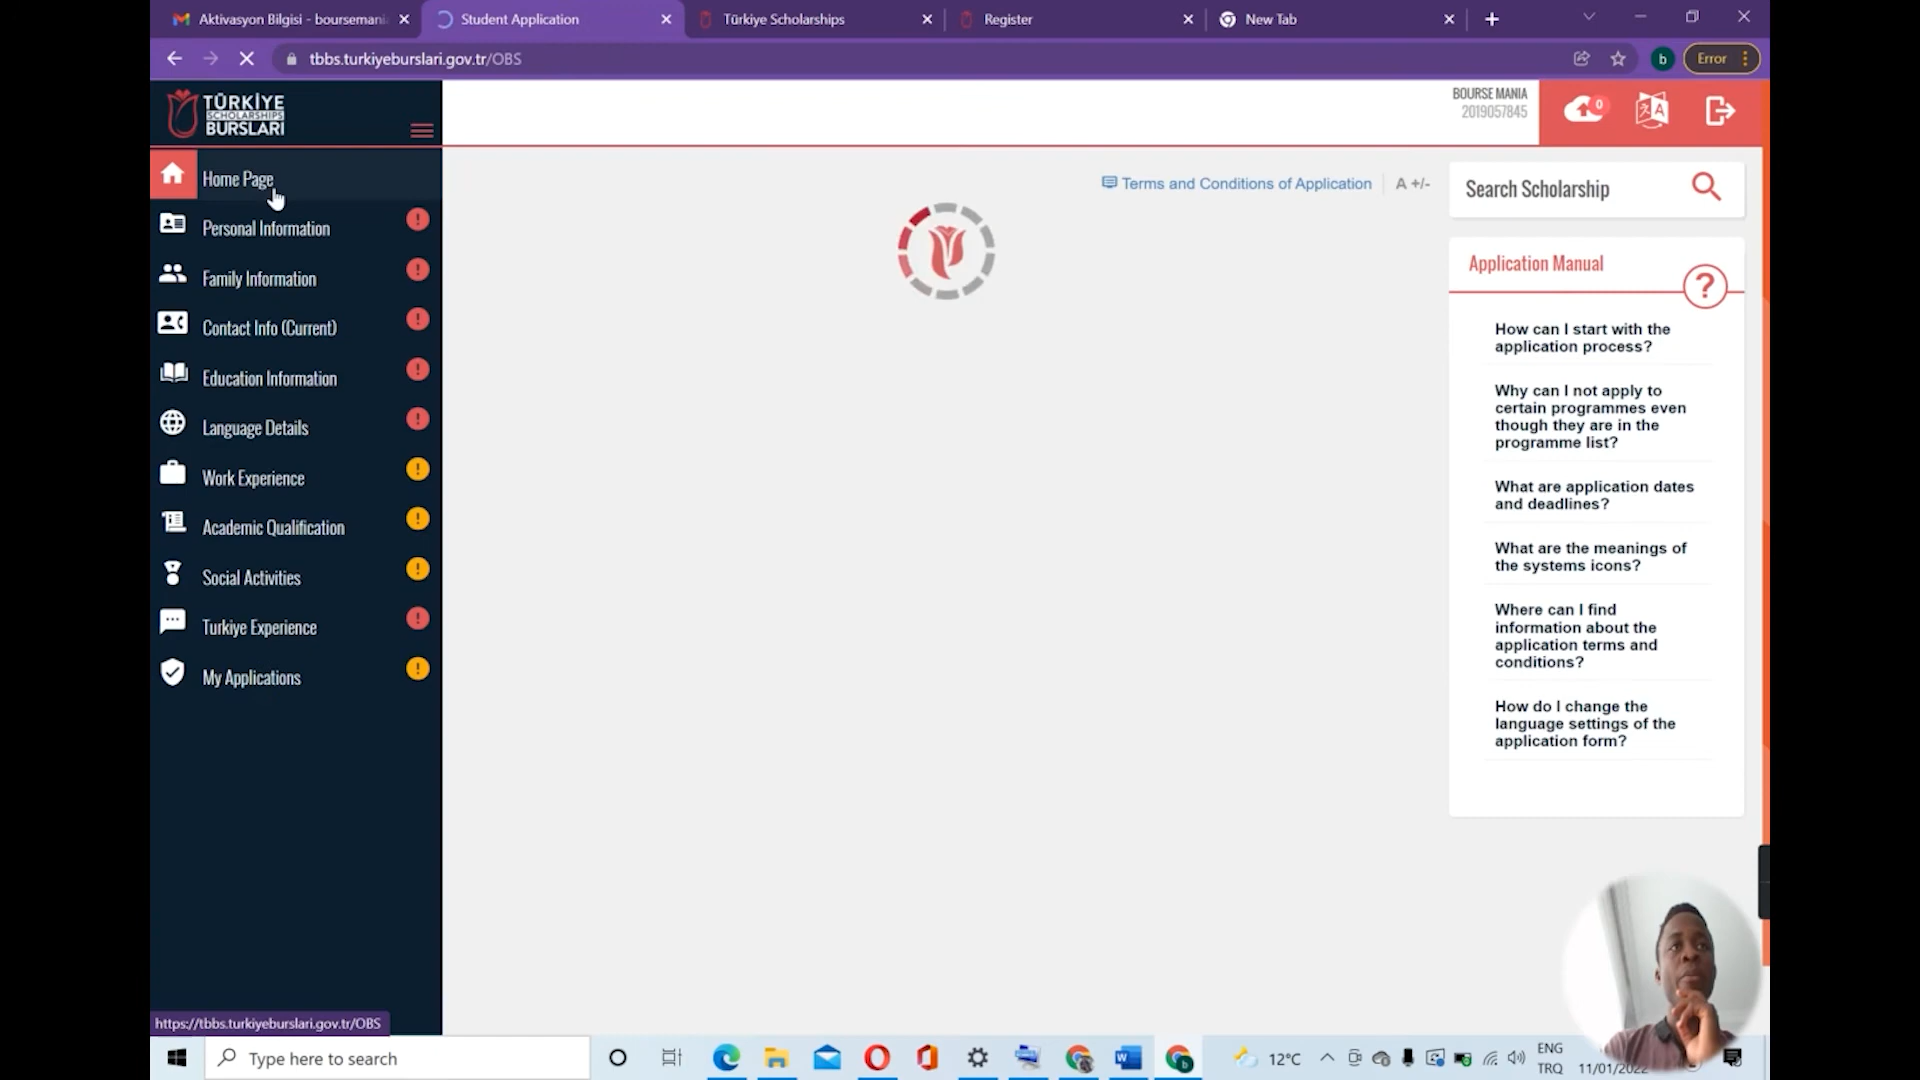 Aktivasyon Bilgisi - boursemani
Student Application
Türkiye Scholarships
Register
New Tab
tbbs.turkiyeburslari.gov.tr/OBS
b
Error
TÜRKİYE
SCHOLARSHIPS
BURSLARI
BOURSE MANIA
2019057845
0
Home Page
Personal Information
Family Information
Contact Info (Current)
Education Information
Language Details
Work Experience
Academic Qualification
Social Activities
Turkiye Experience
My Applications
Terms and Conditions of Application
A +/-
Search Scholarship
Application Manual
?
How can I start with the
application process?
Why can I not apply to
certain programmes even
though they are in the
programme list?
What are application dates
and deadlines?
What are the meanings of
the systems icons?
Where can I find
information about the
application terms and
conditions?
How do I change the
language settings of the
application form?
https://tbbs.turkiyeburslari.gov.tr/OBS
Type here to search
12°C
ENG
TRQ
11/01/2022